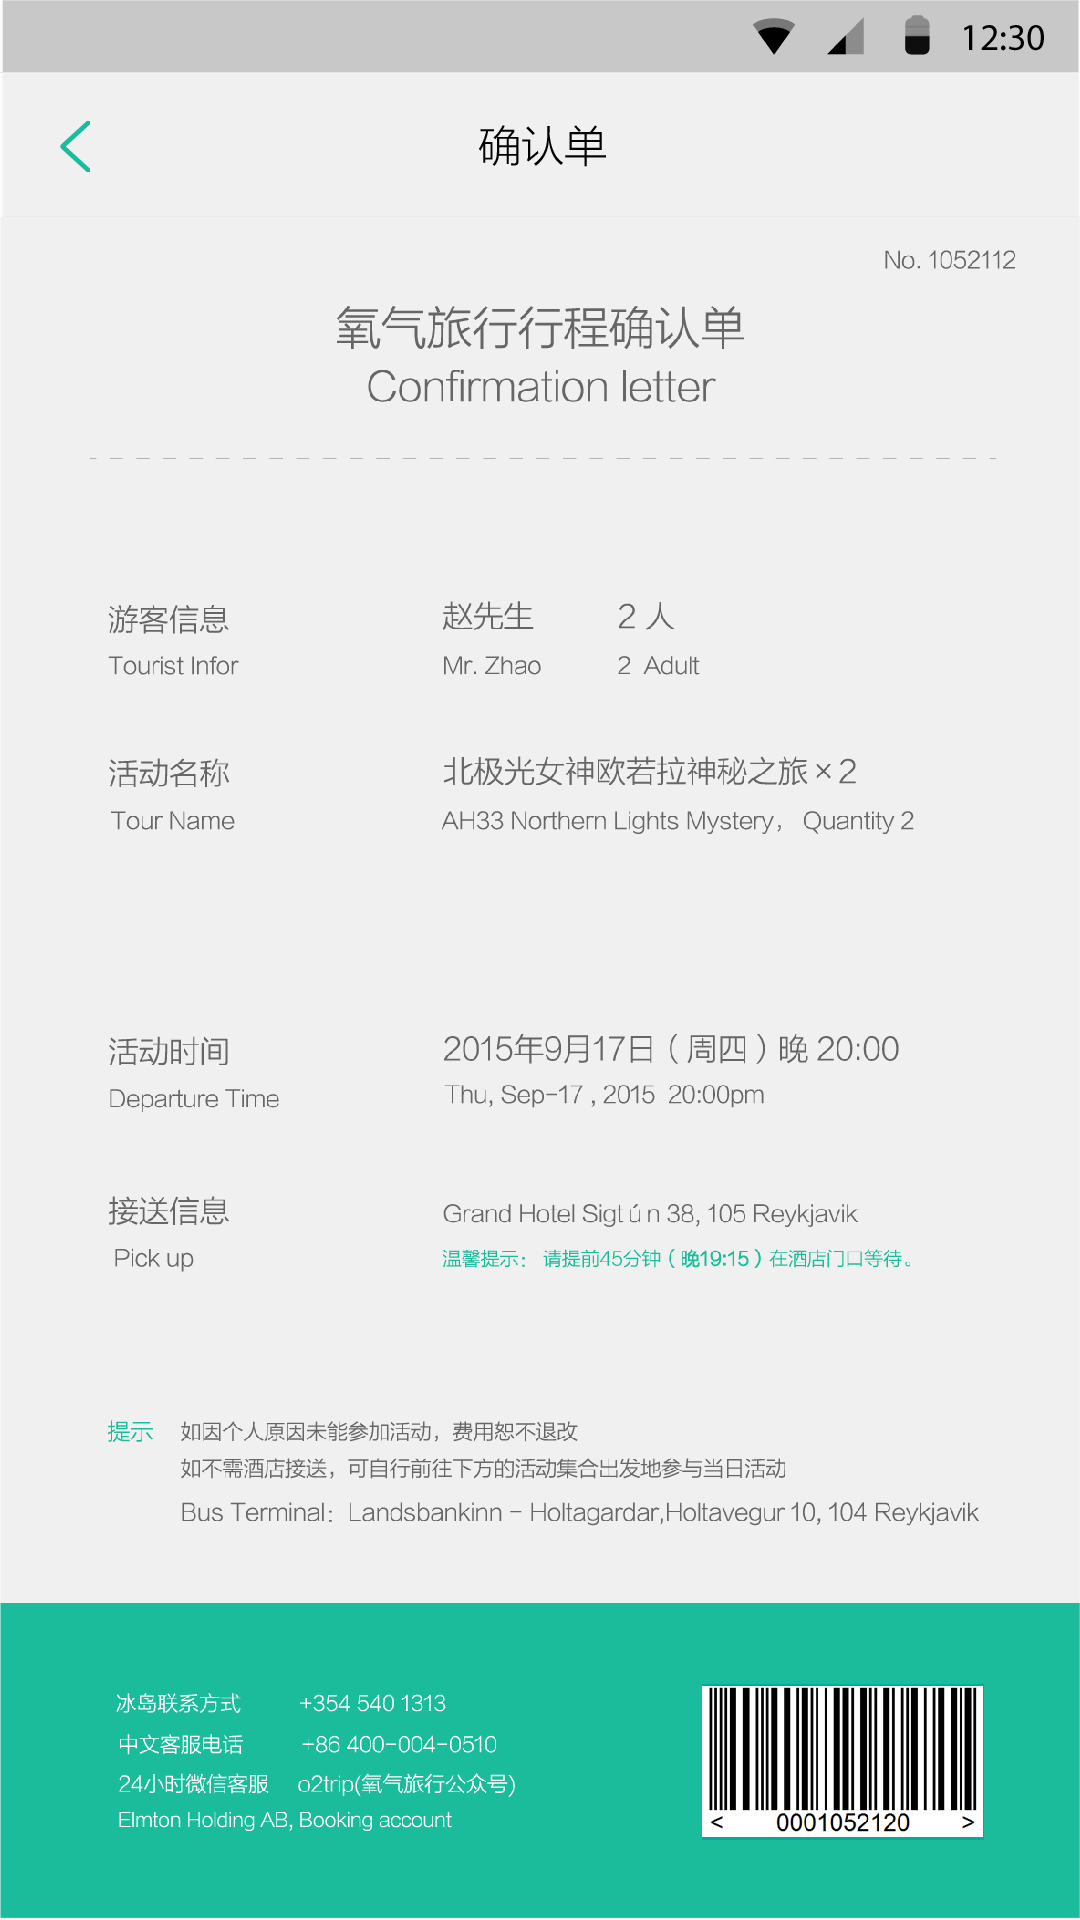 12:30
确认单
No. 1052112
氧气旅行行程确认单
Confirmation letter
游客信息 赵先生 2 人
Tourist Infor Mr. Zhao 2 Adult
活动名称 北极光女神欧若拉神秘之旅 × 2
Tour Name AH33 Northern Lights Mystery， Quantity 2
活动时间 2015年9月17日（周四）晚 20:00
Departure Time Thu, Sep-17 , 2015 20:00pm
接送信息 Grand Hotel Sigt ú n 38, 105 Reykjavik
Pick up 温馨提示： 请提前45分钟（晚19:15）在酒店门口等待。
提示 如因个人原因未能参加活动，费用恕不退改
如不需酒店接送，可自行前往下方的活动集合出发地参与当日活动
Bus Terminal：Landsbankinn - Holtagardar,Holtavegur 10, 104 Reykjavik
冰岛联系方式 +354 540 1313
中文客服电话 +86 400-004-0510
24小时微信客服 o2trip(氧气旅行公众号)
Elmton Holding AB, Booking account
< 0001052120 >